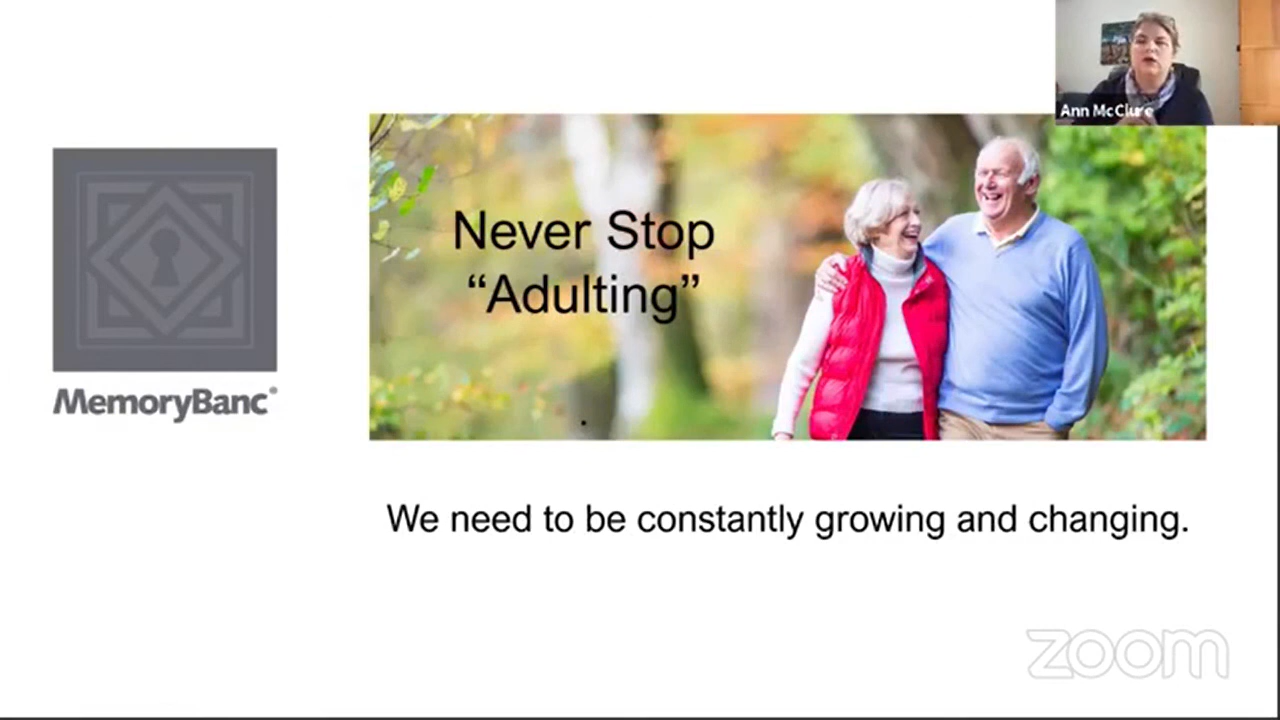 Ann McClure
Never Stop
“Adulting”
MemoryBanc®
We need to be constantly growing and changing.
zoom